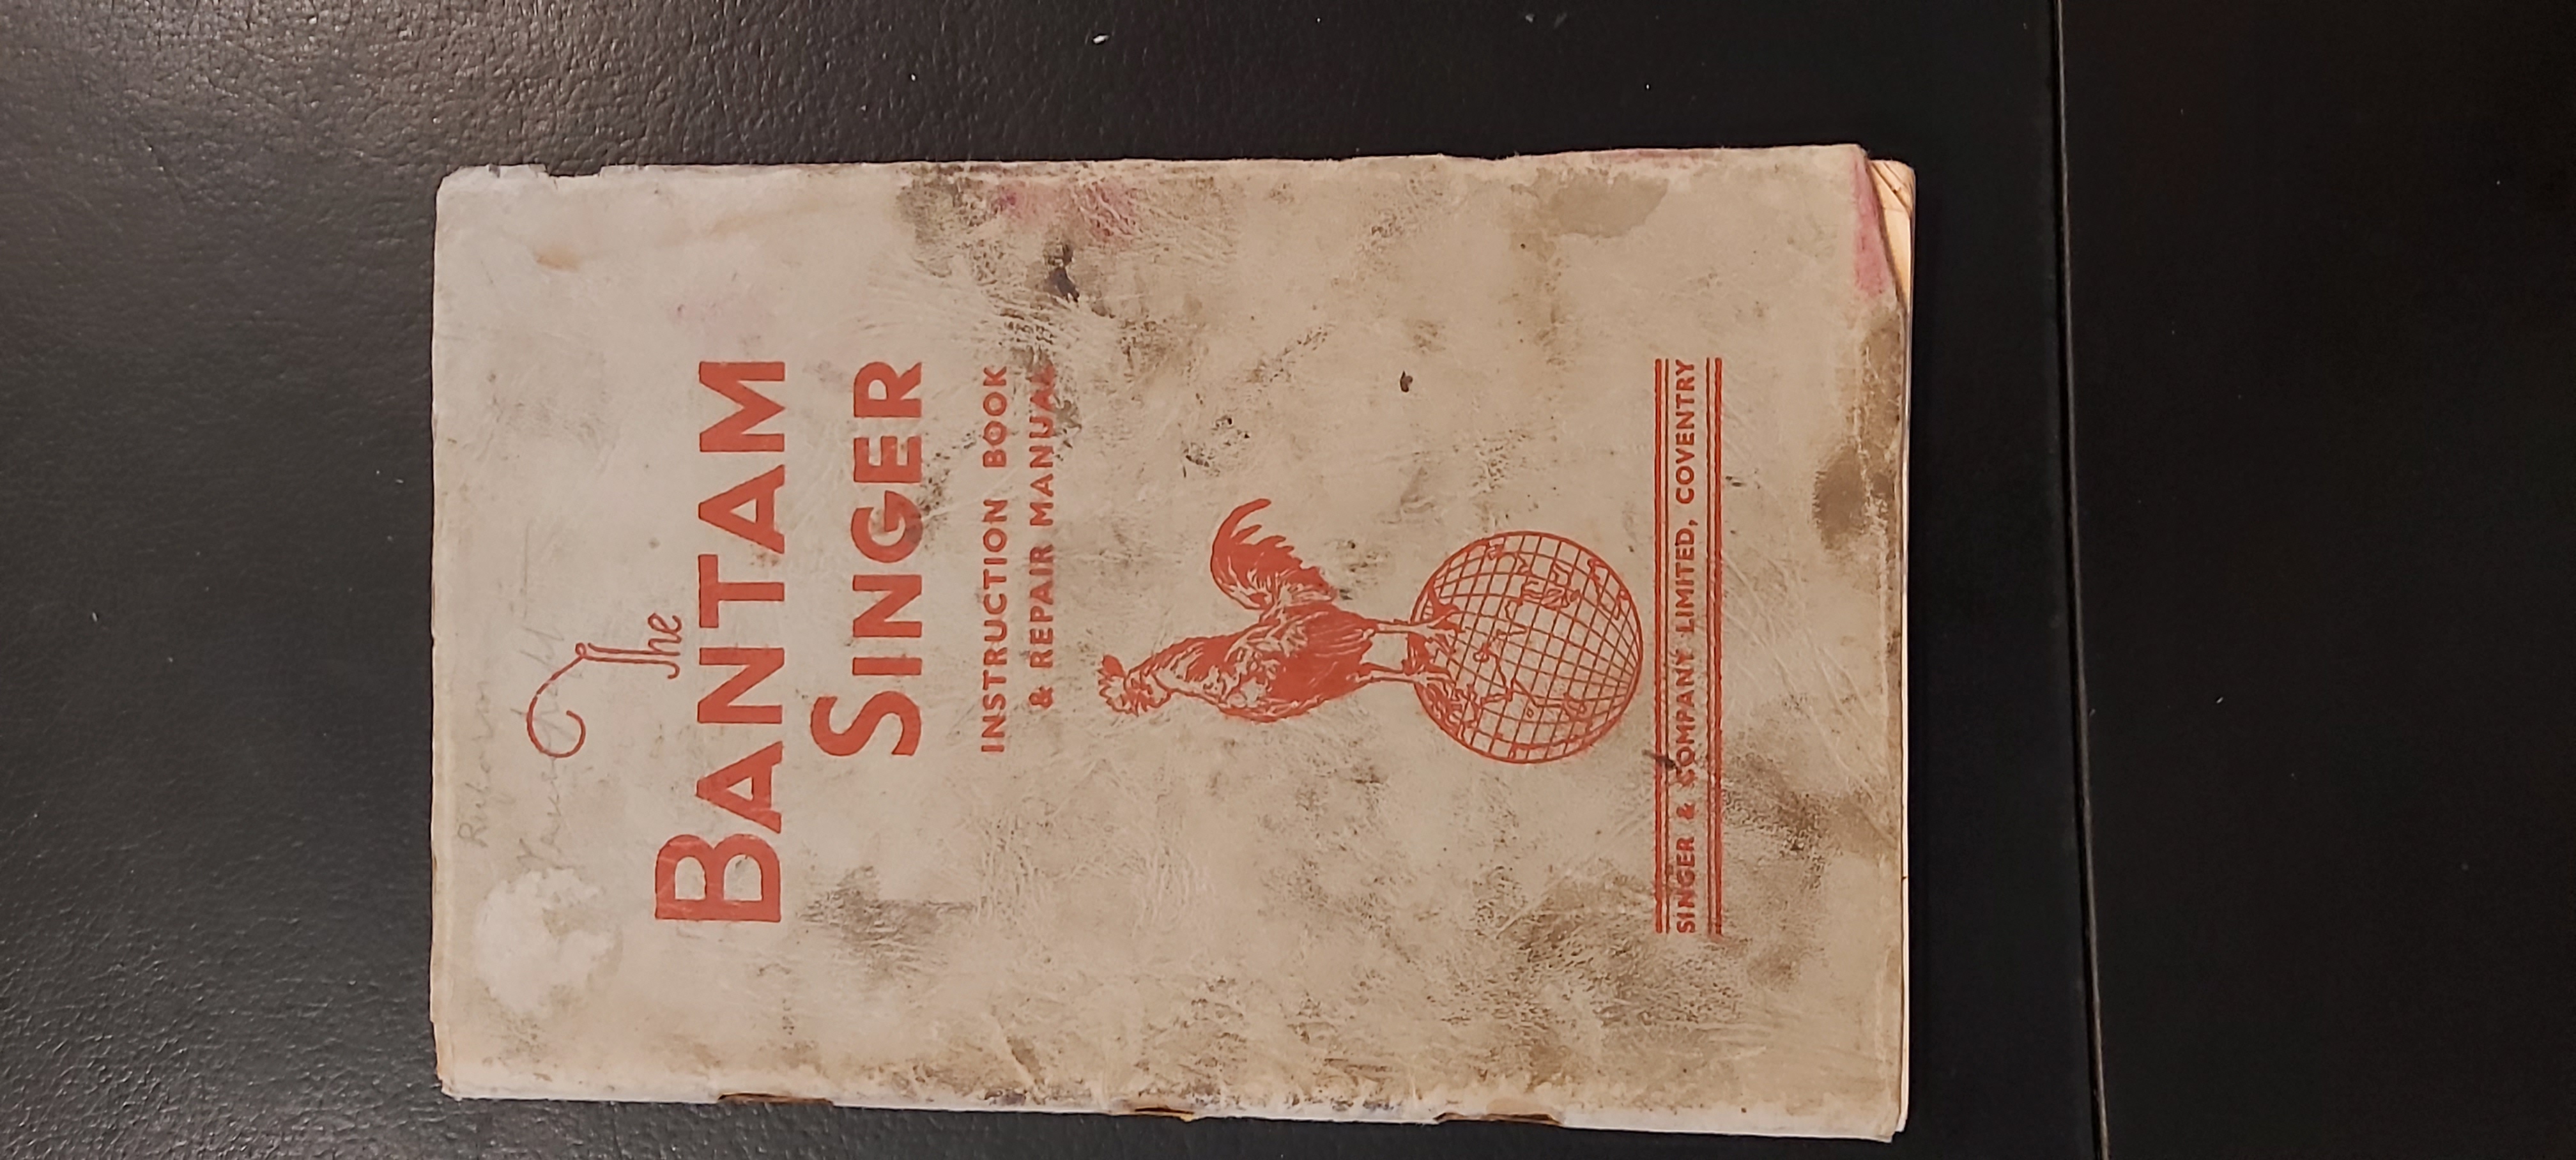 The
BANTAM
SINGER
INSTRUCTION BOOK
& REPAIR MANUAL
SINGER & COMPANY LIMITED, COVENTRY